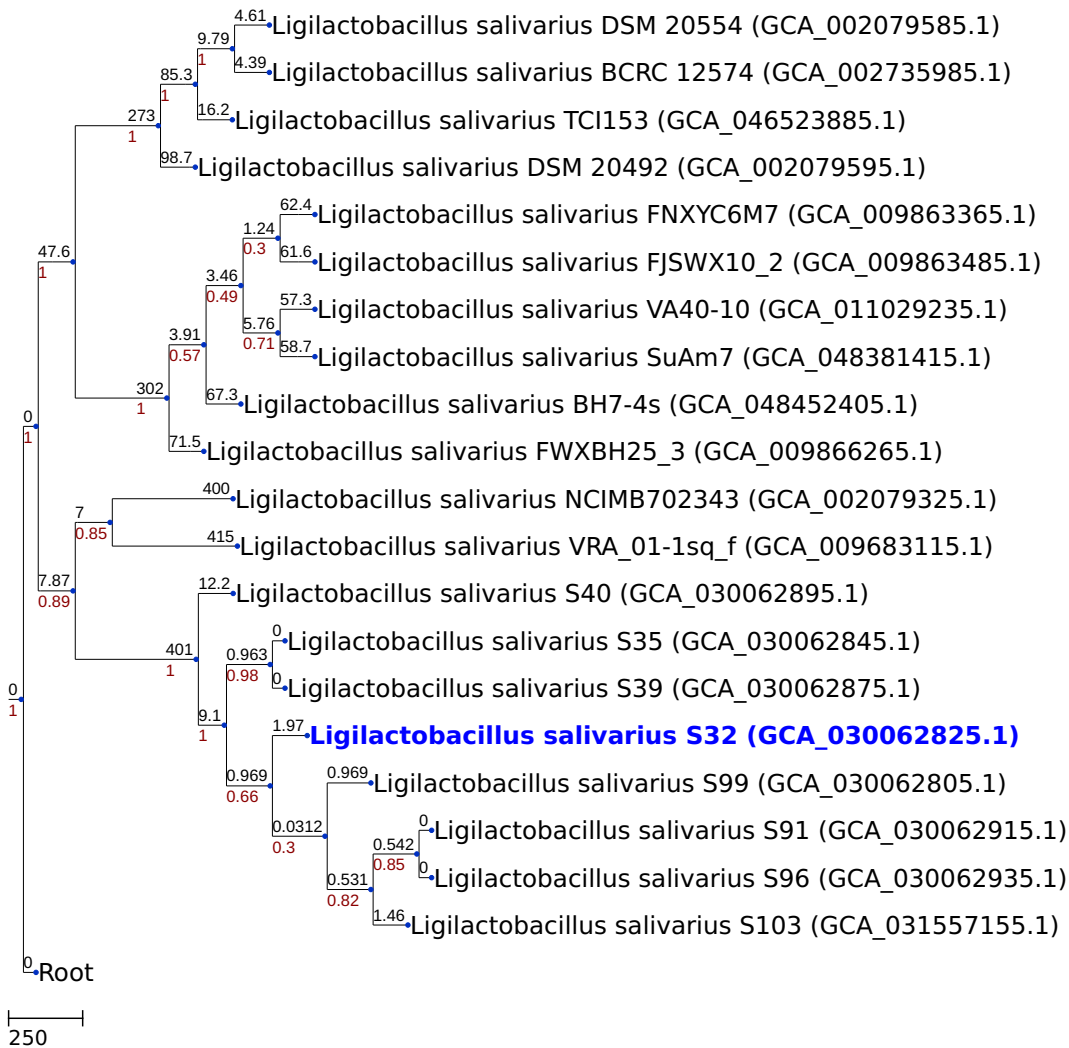 4.61
Ligilactobacillus salivarius DSM 20554 (GCA_002079585.1)
9.79
1
4.39
Ligilactobacillus salivarius BCRC 12574 (GCA_002735985.1)
85.3
1
16.2
Ligilactobacillus salivarius TCI153 (GCA_046523885.1)
273
1
98.7
Ligilactobacillus salivarius DSM 20492 (GCA_002079595.1)
62.4
Ligilactobacillus salivarius FNXYC6M7 (GCA_009863365.1)
1.24
0.3
61.6
Ligilactobacillus salivarius FJSWX10_2 (GCA_009863485.1)
47.6
1
3.46
0.49
57.3
Ligilactobacillus salivarius VA40-10 (GCA_011029235.1)
5.76
0.71
58.7
Ligilactobacillus salivarius SuAm7 (GCA_048381415.1)
3.91
0.57
67.3
Ligilactobacillus salivarius BH7-4s (GCA_048452405.1)
302
1
71.5
Ligilactobacillus salivarius FWXBH25_3 (GCA_009866265.1)
0
1
400
Ligilactobacillus salivarius NCIMB702343 (GCA_002079325.1)
7
0.85
415
Ligilactobacillus salivarius VRA_01-1sq_f (GCA_009683115.1)
7.87
0.89
12.2
Ligilactobacillus salivarius S40 (GCA_030062895.1)
401
1
0
Ligilactobacillus salivarius S35 (GCA_030062845.1)
0.963
0.98
0
Ligilactobacillus salivarius S39 (GCA_030062875.1)
0
1
9.1
1
1.97
Ligilactobacillus salivarius S32 (GCA_030062825.1)
0.969
0.66
0.969
Ligilactobacillus salivarius S99 (GCA_030062805.1)
0.0312
0.3
0
Ligilactobacillus salivarius S91 (GCA_030062915.1)
0.542
0.85
0
Ligilactobacillus salivarius S96 (GCA_030062935.1)
0.531
0.82
1.46
Ligilactobacillus salivarius S103 (GCA_031557155.1)
0
Root
250